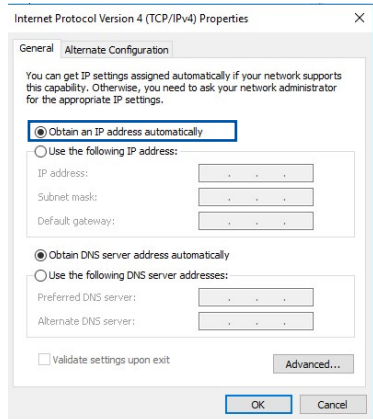 Internet Protocol Version 4 (TCP/IPv4) Properties
General
Alternate Configuration
You can get IP settings assigned automatically if your network supports
this capability. Otherwise, you need to ask your network administrator
for the appropriate IP settings.
Obtain an IP address automatically
Use the following IP address:
IP address:
Subnet mask:
Default gateway:
Obtain DNS server address automatically
Use the following DNS server addresses:
Preferred DNS server:
Alternate DNS server:
Validate settings upon exit
Advanced...
OK
Cancel